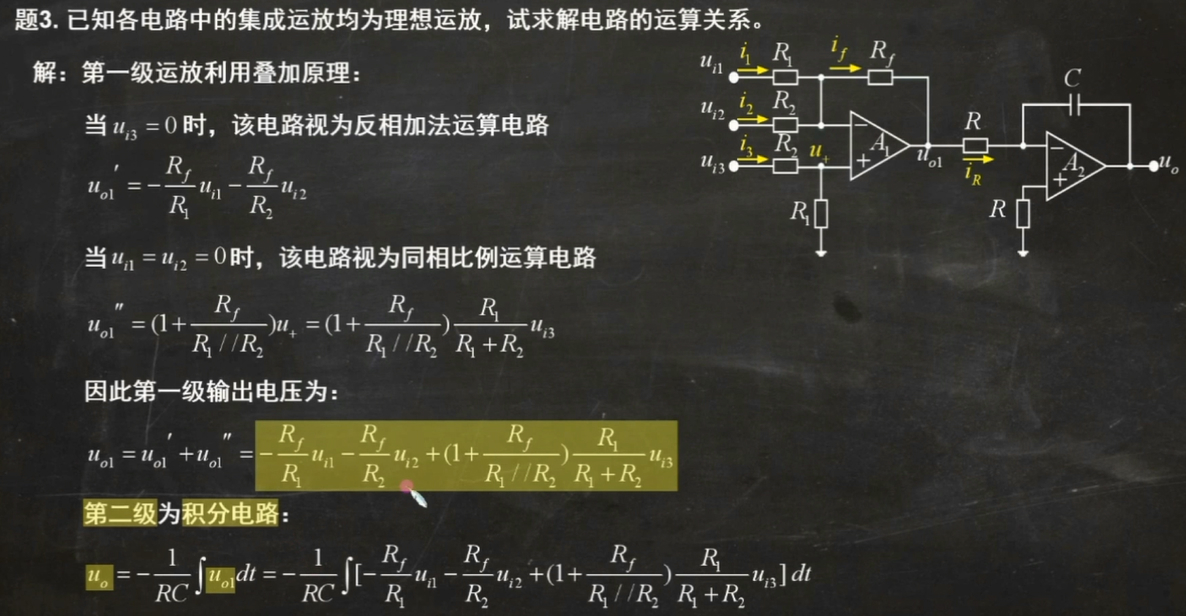 题3. 已知各电路中的集成运放均为理想运放，试求解电路的运算关系。
解：第一级运放利用叠加原理：
当 u_{i3} = 0 时，该电路视为反相加法运算电路
u_{o1}' = -\frac{R_f}{R_1}u_{i1} - \frac{R_f}{R_2}u_{i2}
当 u_{i1} = u_{i2} = 0 时，该电路视为同相比例运算电路
u_{o1}'' = (1+\frac{R_f}{R_1//R_2})u_+ = (1+\frac{R_f}{R_1//R_2})\frac{R_1}{R_1+R_2}u_{i3}
因此第一级输出电压为：
u_{o1} = u_{o1}' + u_{o1}'' = -\frac{R_f}{R_1}u_{i1} - \frac{R_f}{R_2}u_{i2} + (1+\frac{R_f}{R_1//R_2})\frac{R_1}{R_1+R_2}u_{i3}
第二级为积分电路：
u_o = -\frac{1}{RC}\int u_{o1}dt = -\frac{1}{RC}\int[-\frac{R_f}{R_1}u_{i1} - \frac{R_f}{R_2}u_{i2} + (1+\frac{R_f}{R_1//R_2})\frac{R_1}{R_1+R_2}u_{i3}]dt
u_{i1} i_1 R_1 i_f R_f
C
u_{i2} i_2 R_2
R
u_{i3} i_3 R_2 u_+ − + A_1 u_{o1} i_R − + A_2 u_o
R_1 R